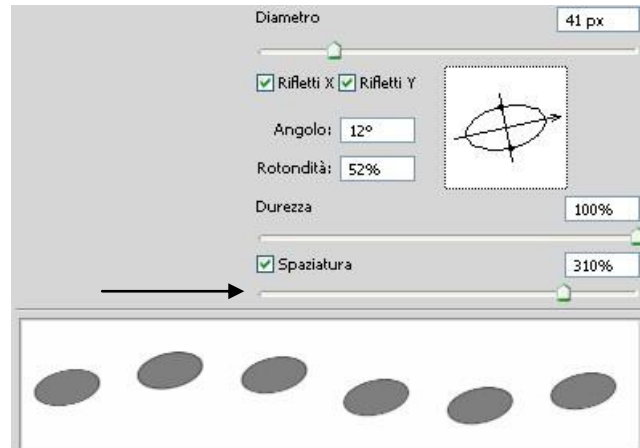 Diametro 41 px
Rifletti X Rifletti Y
Angolo: 12°
Rotondità: 52%
Durezza 100%
Spaziatura 310%